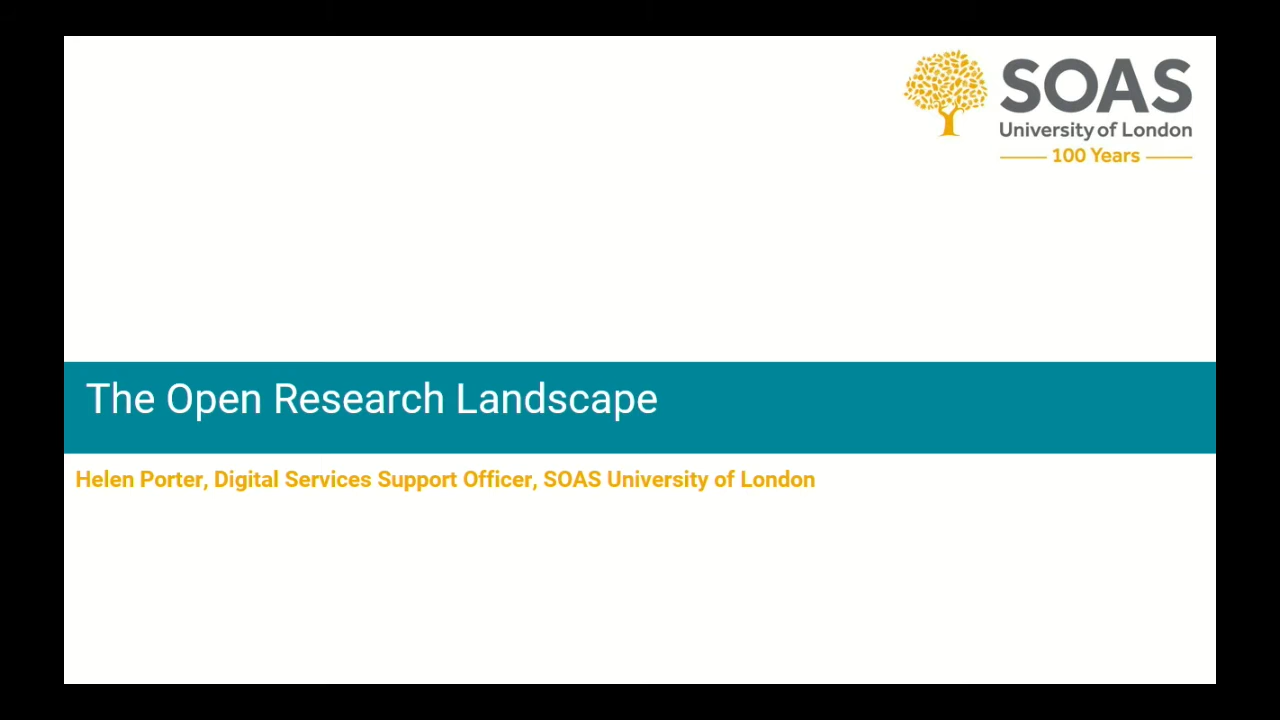 SOAS
University of London
100 Years
The Open Research Landscape
Helen Porter, Digital Services Support Officer, SOAS University of London